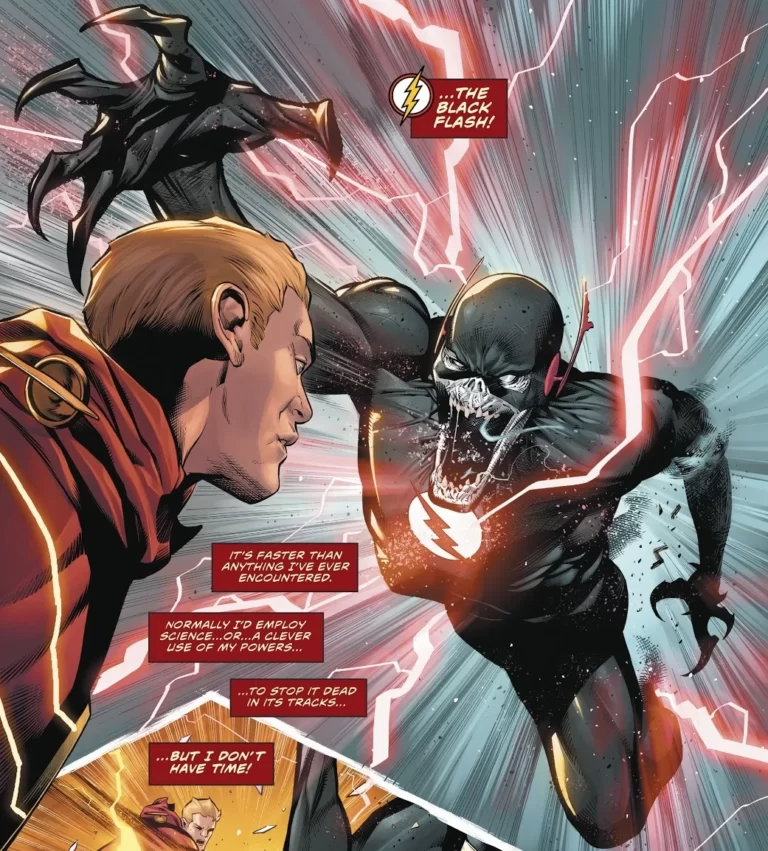 ...THE
BLACK
FLASH!
IT'S FASTER THAN
ANYTHING I'VE EVER
ENCOUNTERED.
NORMALLY I'D EMPLOY
SCIENCE...OR...A CLEVER
USE OF MY POWERS...
...TO STOP IT DEAD
IN ITS TRACKS...
...BUT I DON'T
HAVE TIME!